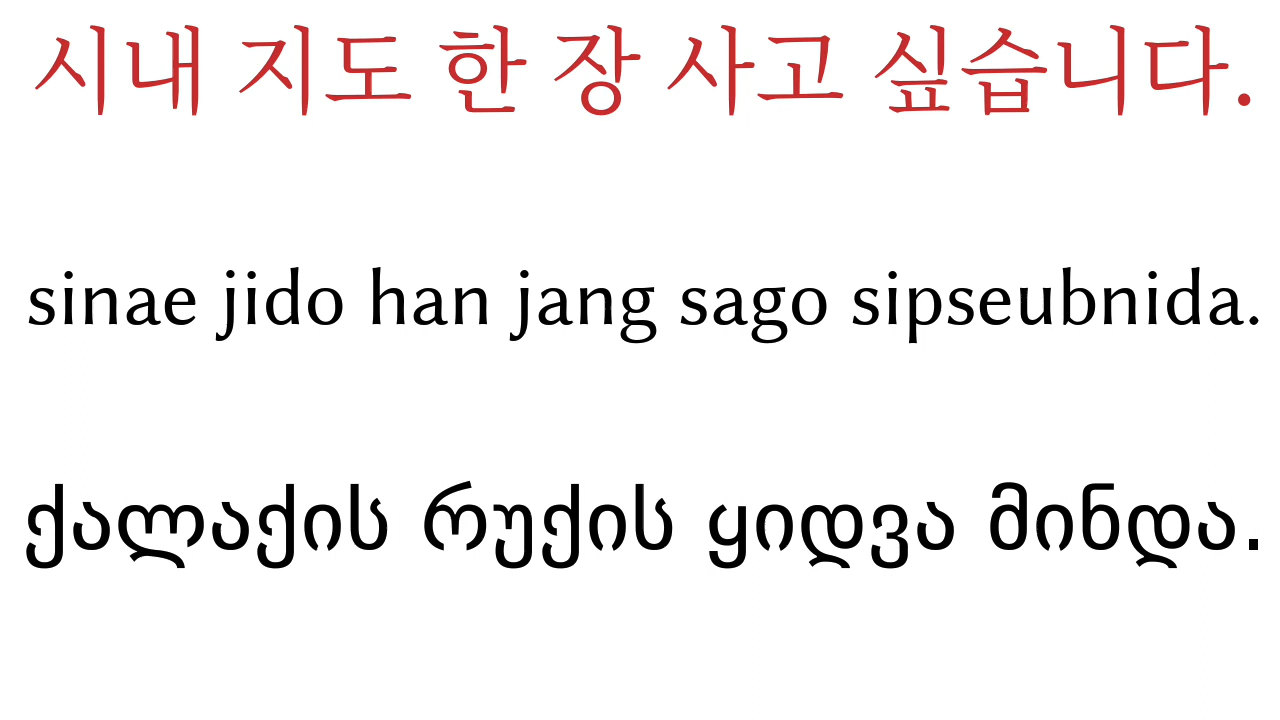 시내 지도 한 장 사고 싶습니다.
sinae jido han jang sago sipseubnida.
ქალაქის რუქის ყიდვა მინდა.